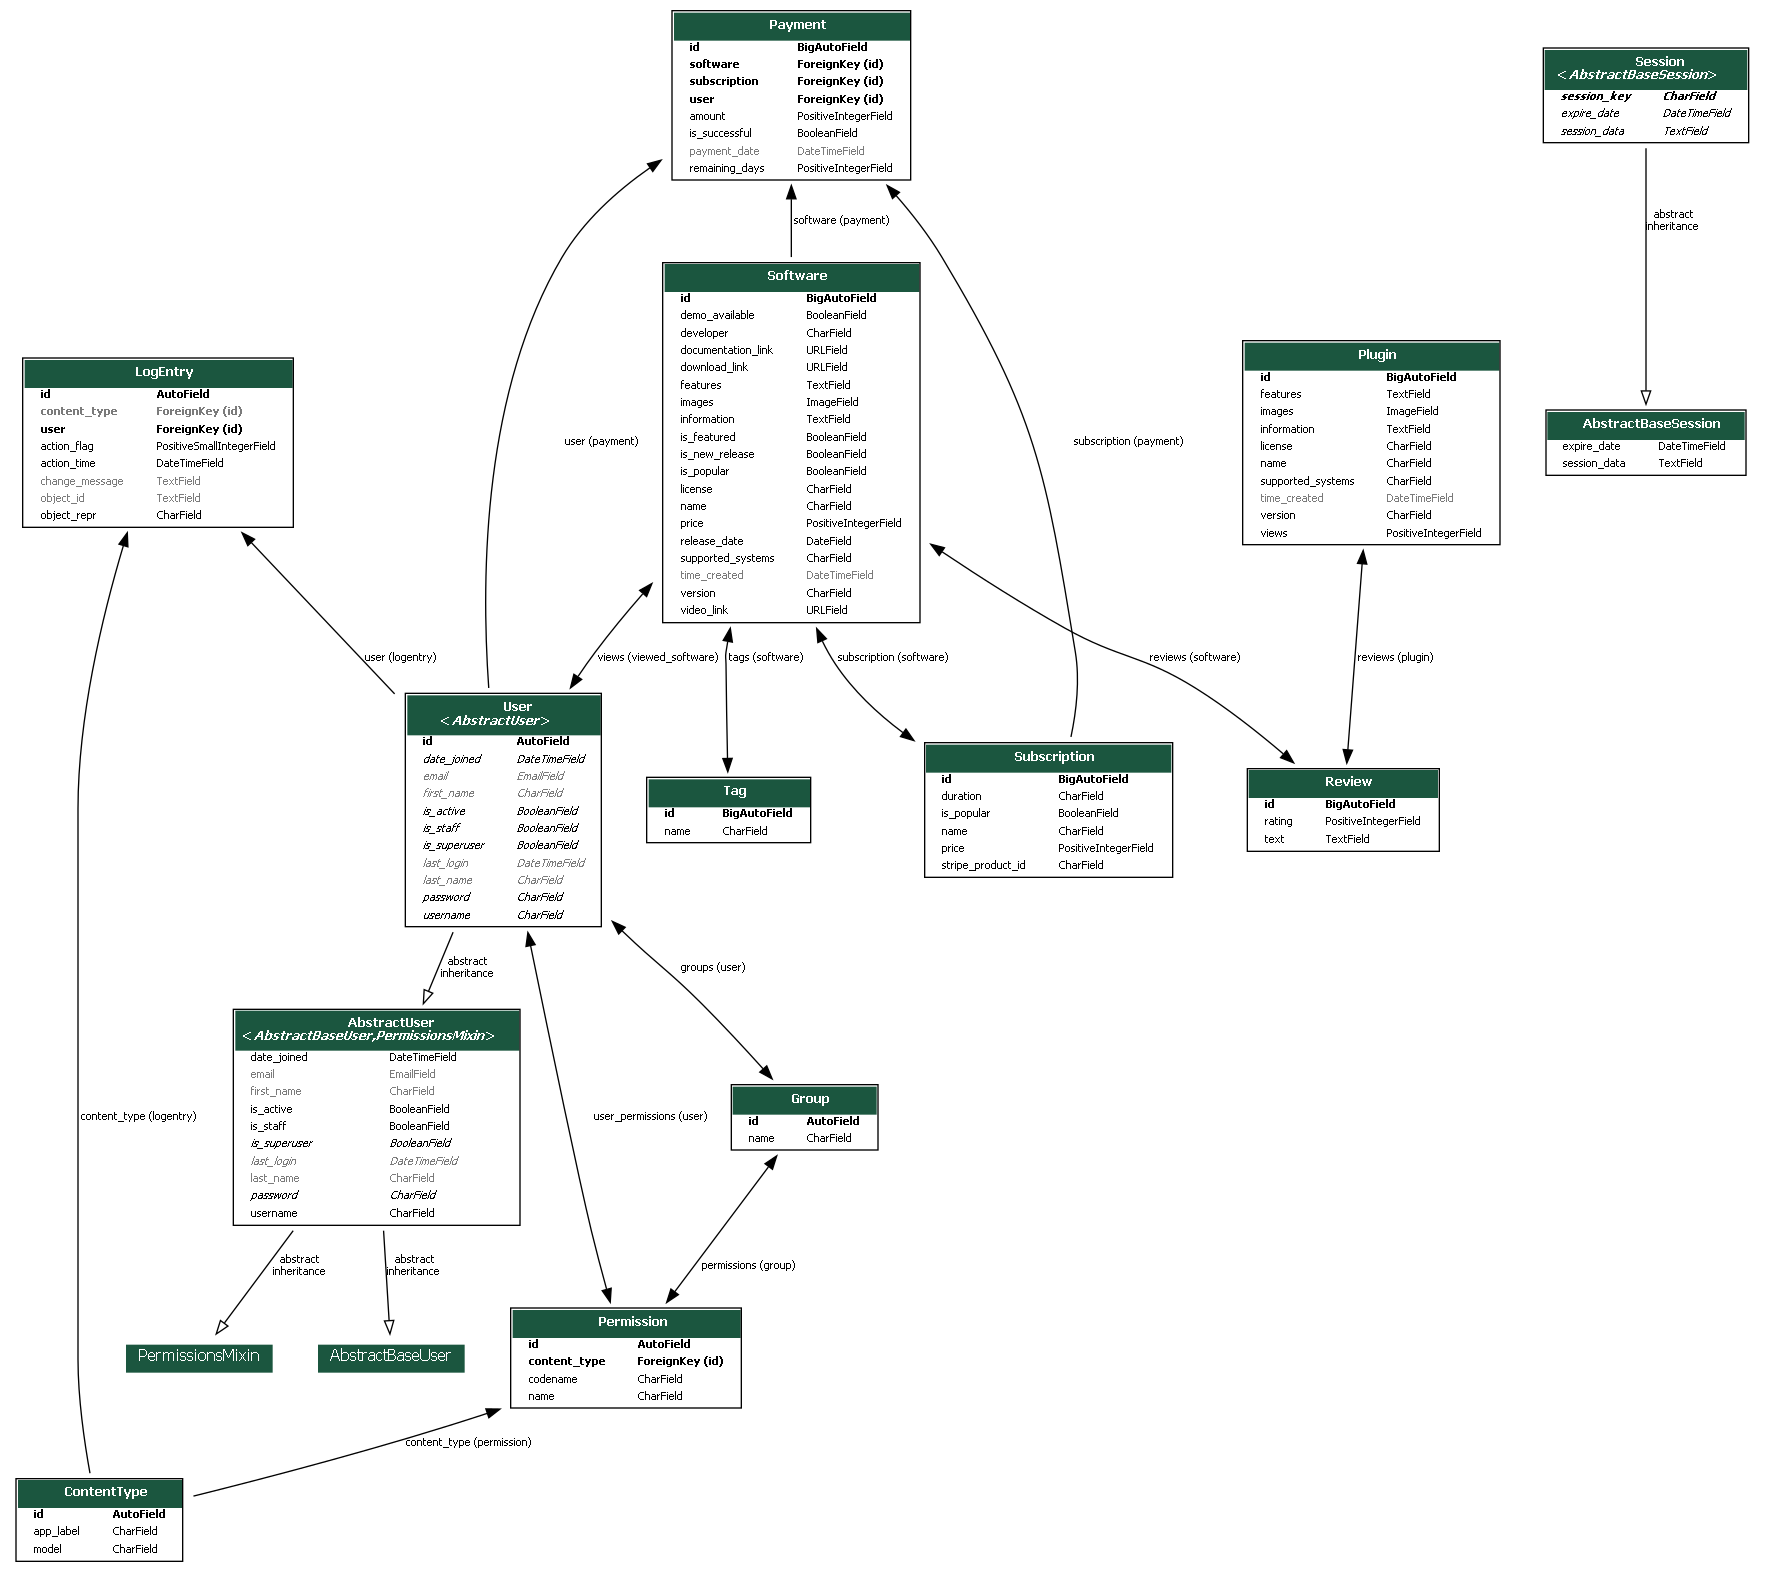 Payment
id BigAutoField
software ForeignKey (id)
subscription ForeignKey (id)
user ForeignKey (id)
amount PositiveIntegerField
is_successful BooleanField
payment_date DateTimeField
remaining_days PositiveIntegerField
Session
<AbstractBaseSession>
session_key CharField
expire_date DateTimeField
session_data TextField
software (payment)
abstract
inheritance
Software
id BigAutoField
demo_available BooleanField
developer CharField
documentation_link URLField
download_link URLField
features TextField
images ImageField
information TextField
is_featured BooleanField
is_new_release BooleanField
is_popular BooleanField
license CharField
name CharField
price PositiveIntegerField
release_date DateField
supported_systems CharField
time_created DateTimeField
version CharField
video_link URLField
LogEntry
id AutoField
content_type ForeignKey (id)
user ForeignKey (id)
action_flag PositiveSmallIntegerField
action_time DateTimeField
change_message TextField
object_id TextField
object_repr CharField
user (payment)
subscription (payment)
Plugin
id BigAutoField
features TextField
images ImageField
information TextField
license CharField
name CharField
supported_systems CharField
time_created DateTimeField
version CharField
views PositiveIntegerField
AbstractBaseSession
expire_date DateTimeField
session_data TextField
user (logentry)
views (viewed_software)
tags (software)
subscription (software)
reviews (software)
reviews (plugin)
User
<AbstractUser>
id AutoField
date_joined DateTimeField
email EmailField
first_name CharField
is_active BooleanField
is_staff BooleanField
is_superuser BooleanField
last_login DateTimeField
last_name CharField
password CharField
username CharField
Tag
id BigAutoField
name CharField
Subscription
id BigAutoField
duration CharField
is_popular BooleanField
name CharField
price PositiveIntegerField
stripe_product_id CharField
Review
id BigAutoField
rating PositiveIntegerField
text TextField
abstract
inheritance
groups (user)
AbstractUser
<AbstractBaseUser,PermissionsMixin>
date_joined DateTimeField
email EmailField
first_name CharField
is_active BooleanField
is_staff BooleanField
is_superuser BooleanField
last_login DateTimeField
last_name CharField
password CharField
username CharField
content_type (logentry)
user_permissions (user)
Group
id AutoField
name CharField
abstract
inheritance
abstract
inheritance
permissions (group)
PermissionsMixin
AbstractBaseUser
Permission
id AutoField
content_type ForeignKey (id)
codename CharField
name CharField
content_type (permission)
ContentType
id AutoField
app_label CharField
model CharField